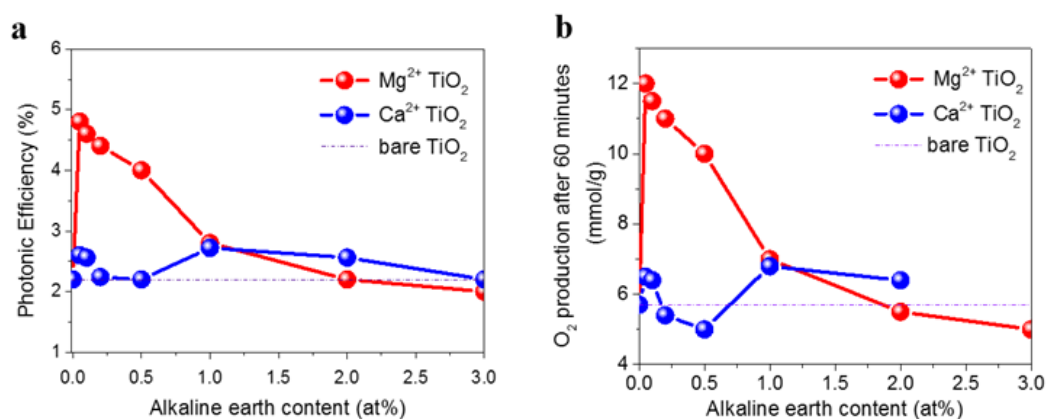 a
6
5
4
3
2
1
Photonic Efficiency (%)
Mg²⁺ TiO₂
Ca²⁺ TiO₂
bare TiO₂
0.0 0.5 1.0 1.5 2.0 2.5 3.0
Alkaline earth content (at%)
b
12
10
8
6
4
O₂ production after 60 minutes
(mmol/g)
Mg²⁺ TiO₂
Ca²⁺ TiO₂
bare TiO₂
0.0 0.5 1.0 1.5 2.0 2.5 3.0
Alkaline earth content (at%)